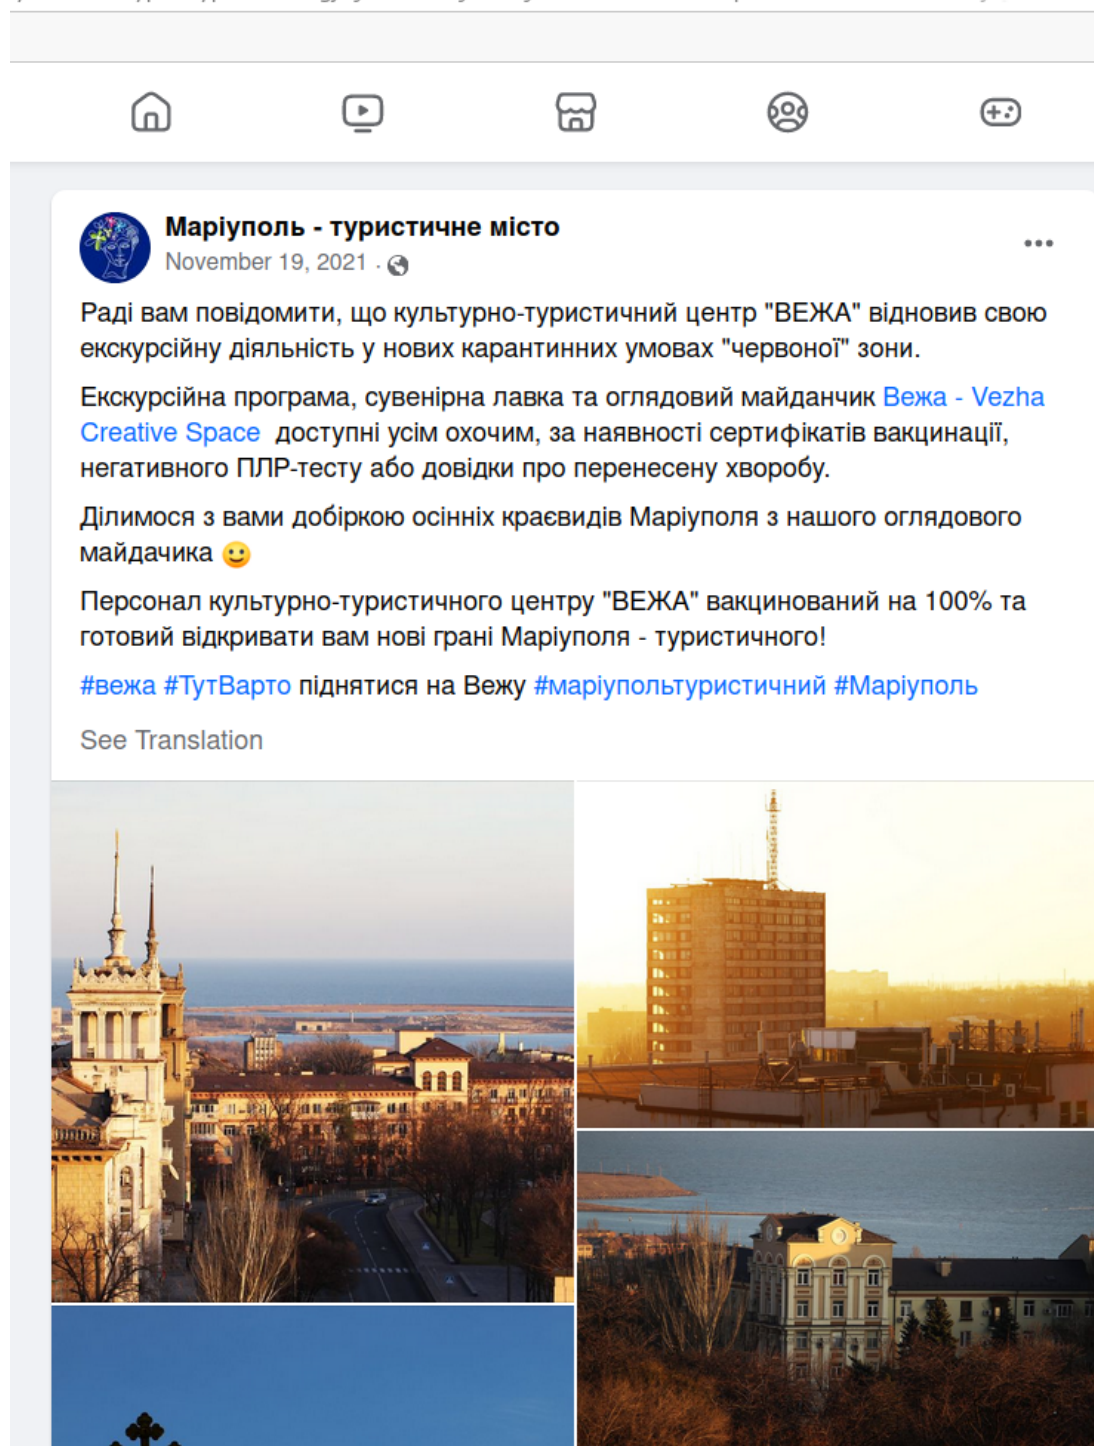 Маріуполь - туристичне місто
November 19, 2021 ·
Раді вам повідомити, що культурно-туристичний центр "ВЕЖА" відновив свою
екскурсійну діяльність у нових карантинних умовах "червоної" зони.
Екскурсійна програма, сувенірна лавка та оглядовий майданчик Вежа - Vezha
Creative Space доступні усім охочим, за наявності сертифікатів вакцинації,
негативного ПЛР-тесту або довідки про перенесену хворобу.
Ділимося з вами добіркою осінніх краєвидів Маріуполя з нашого оглядового
майдачика
Персонал культурно-туристичного центру "ВЕЖА" вакцинований на 100% та
готовий відкривати вам нові грані Маріуполя - туристичного!
#вежа #ТутВарто піднятися на Вежу #маріупольтуристичний #Маріуполь
See Translation